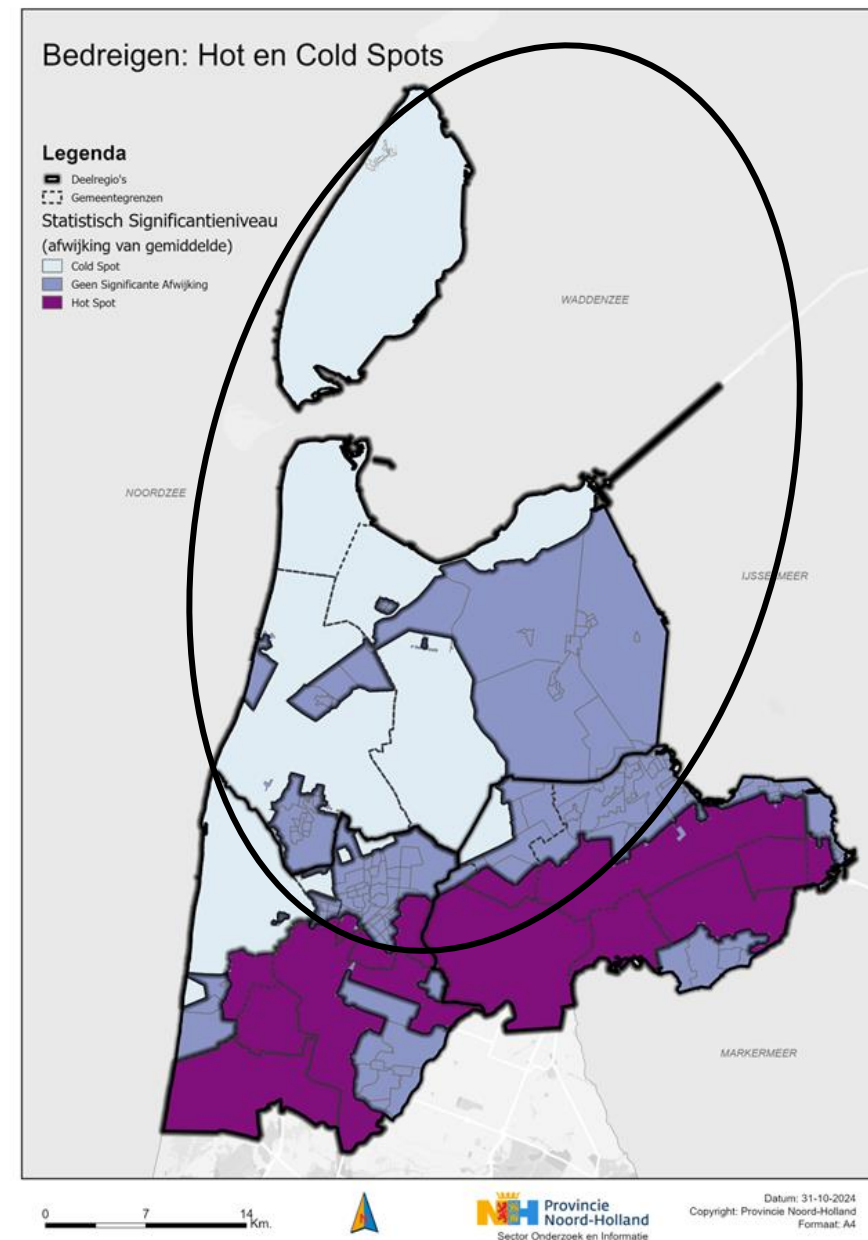 Bedreigen: Hot en Cold Spots
Legenda
Deelregio's
Gemeentegrenzen
Statistisch Significantieniveau
(afwijking van gemiddelde)
Cold Spot
Geen Significante Afwijking
Hot Spot
WADDENZEE
NOORDZEE
IJSSELMEER
MARKERMEER
0 7 14 Km.
Provincie
Noord-Holland
Sector Onderzoek en Informatie
Datum: 31-10-2024
Copyright: Provincie Noord-Holland
Formaat: A4